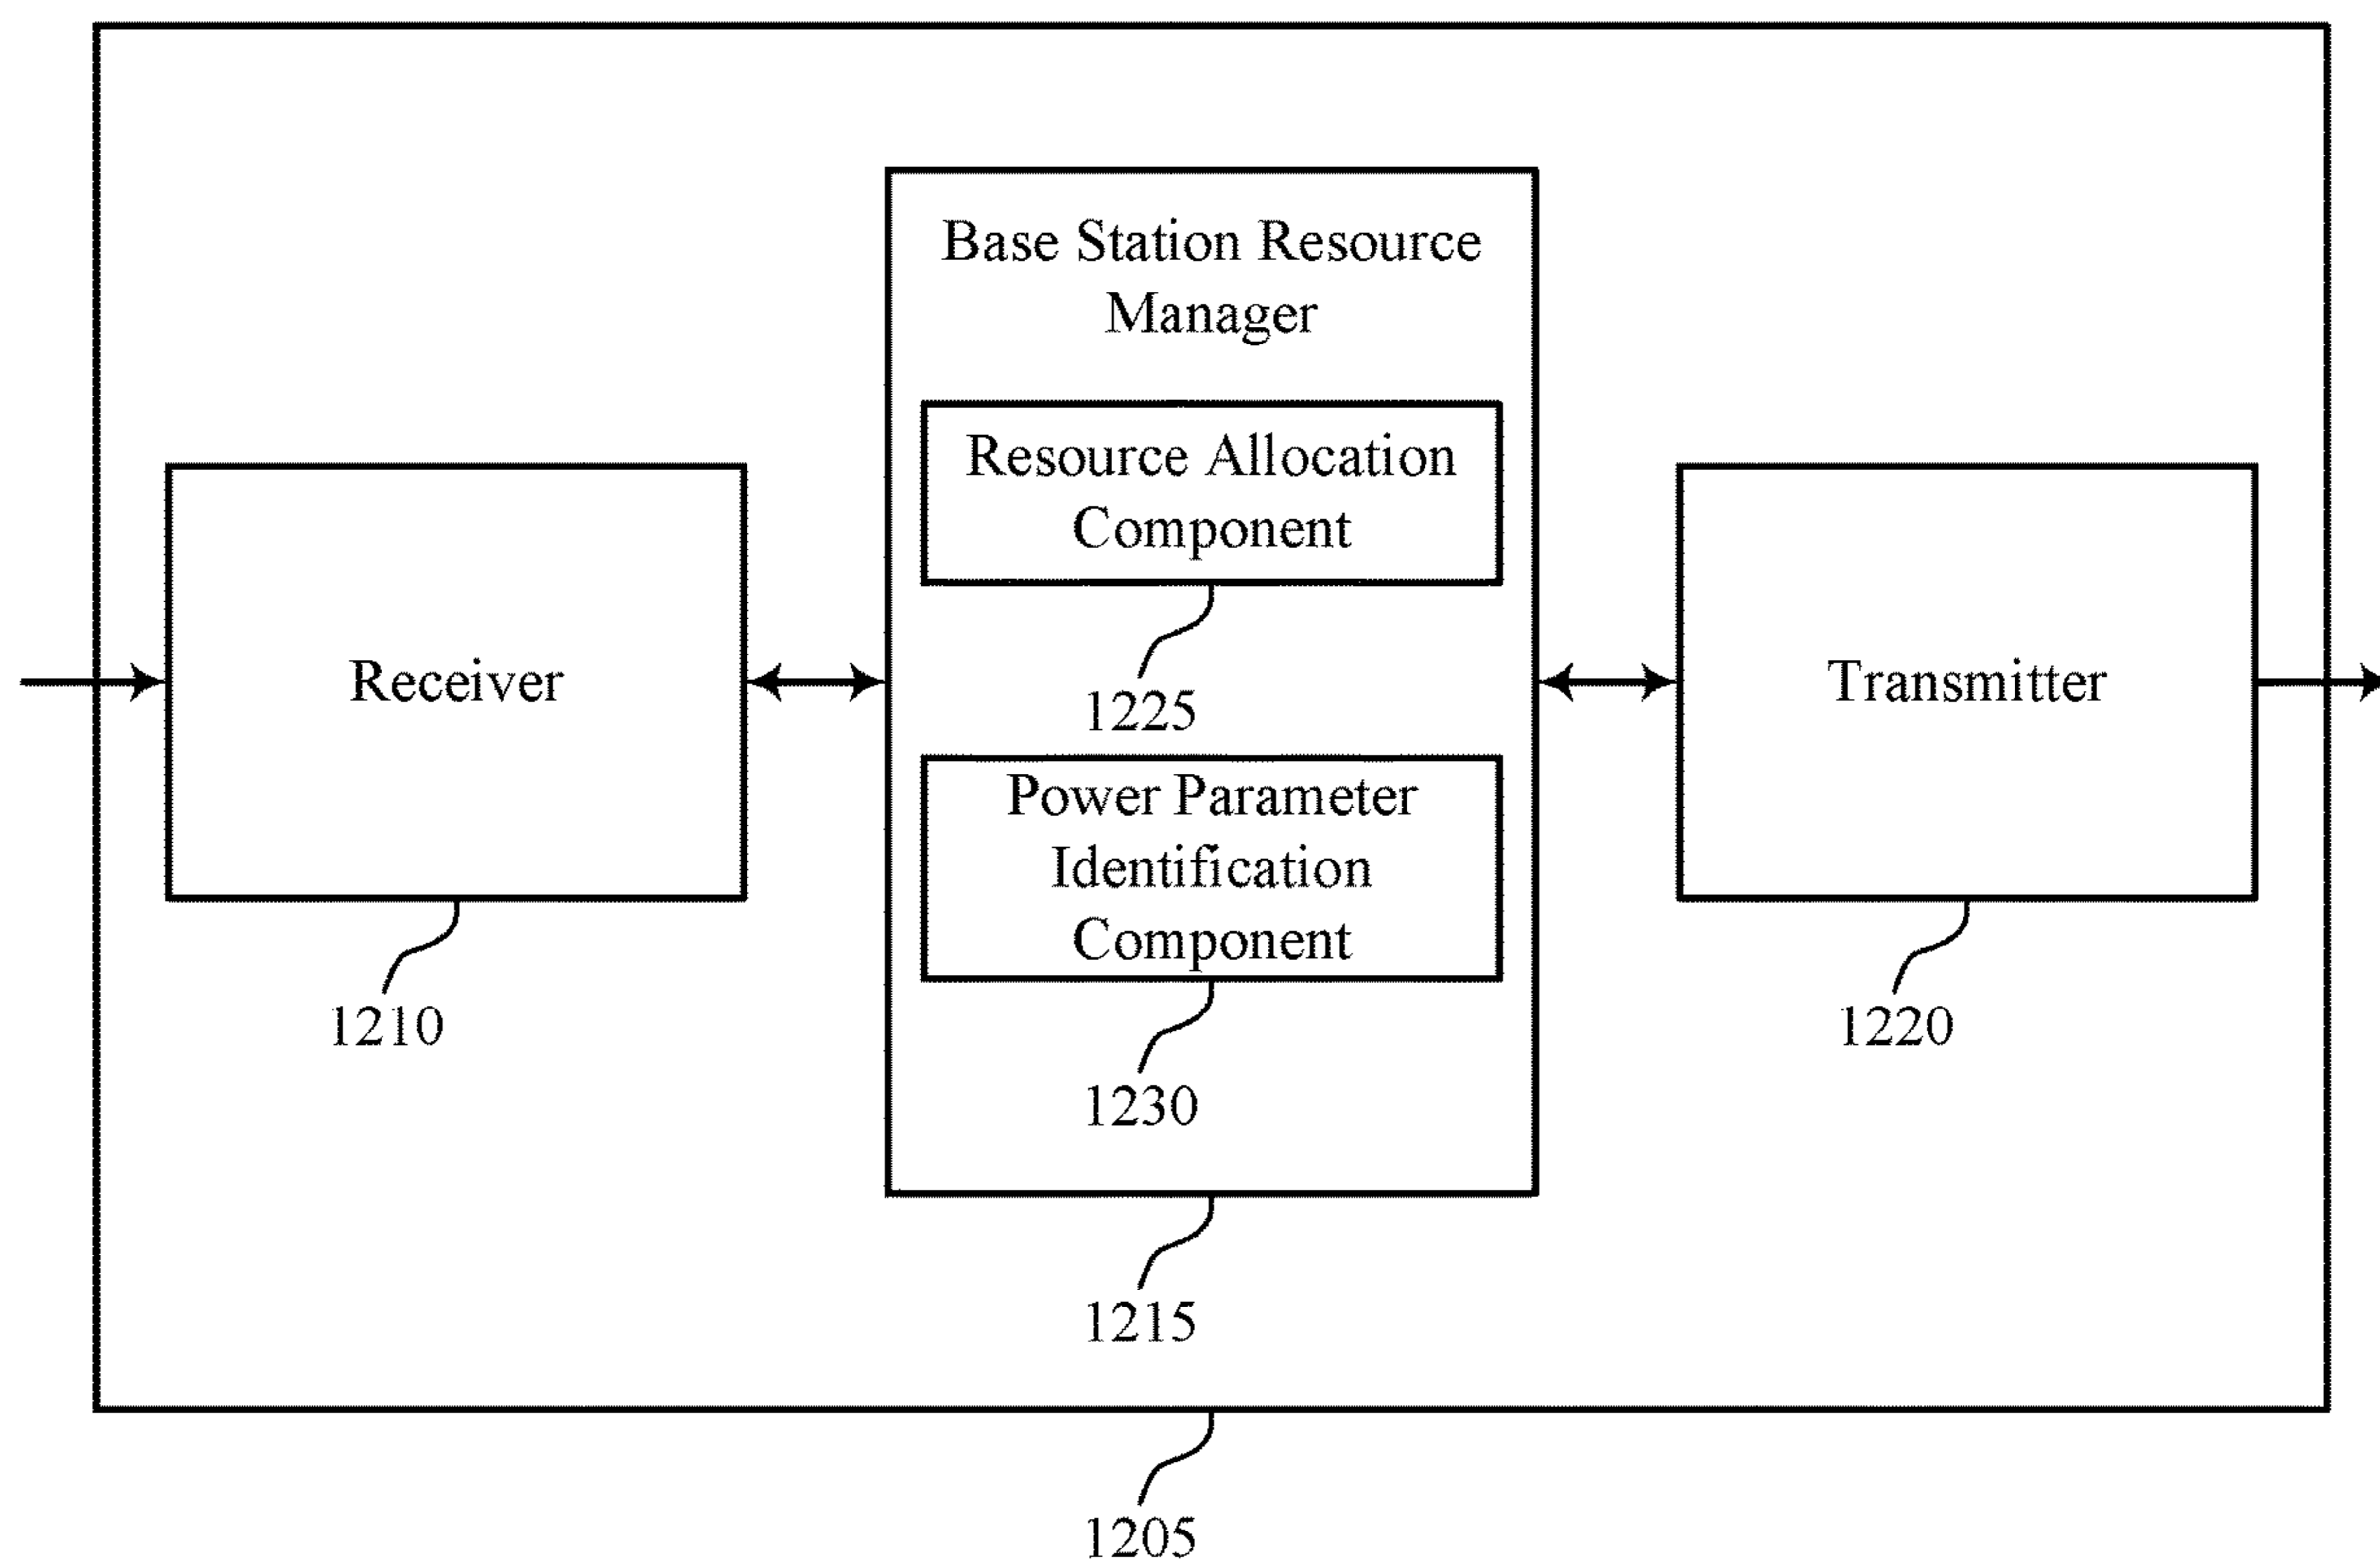 Base Station Resource
Manager
Resource Allocation
Component
1225
Receiver
1210
Power Parameter
Identification
Component
1230
Transmitter
1220
1215
1205